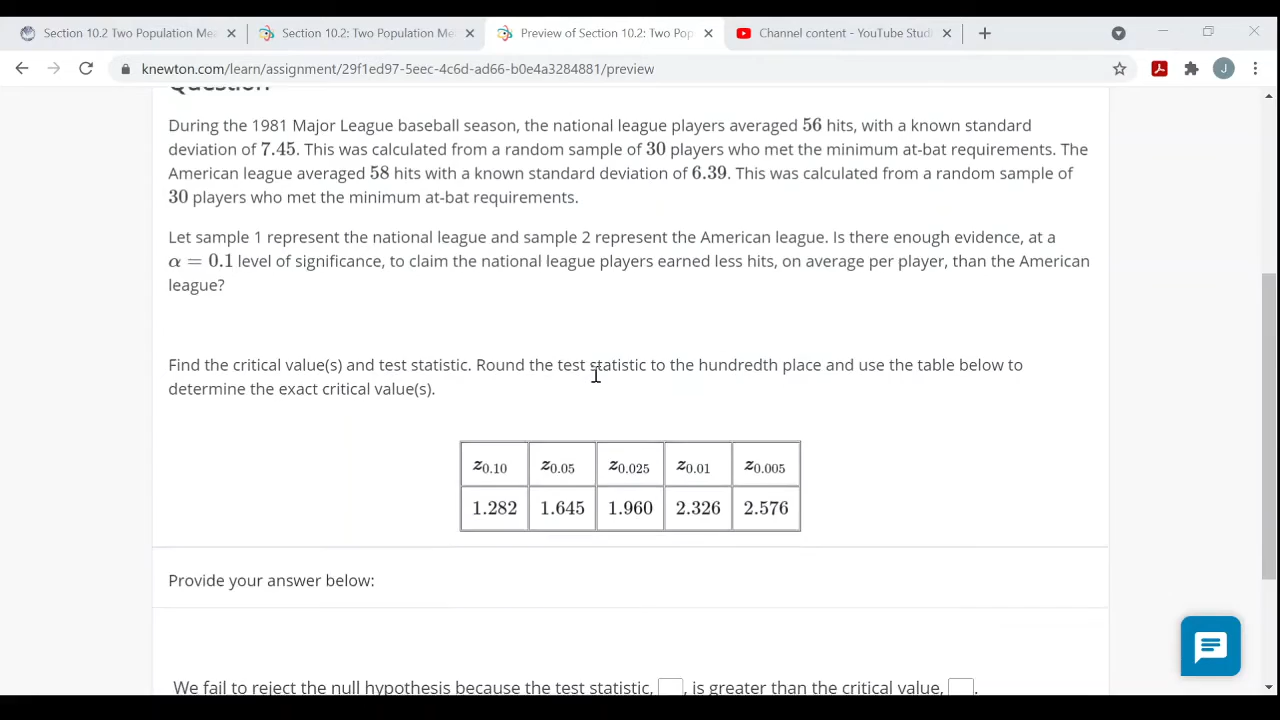 Section 10.2 Two Population Me
Section 10.2: Two Population Me
Preview of Section 10.2: Two Pop
Channel content - YouTube Studi
knewton.com/learn/assignment/29f1ed97-5eec-4c6d-ad66-b0e4a3284881/preview
J
Question
During the 1981 Major League baseball season, the national league players averaged 56 hits, with a known standard
deviation of 7.45. This was calculated from a random sample of 30 players who met the minimum at-bat requirements. The
American league averaged 58 hits with a known standard deviation of 6.39. This was calculated from a random sample of
30 players who met the minimum at-bat requirements.
Let sample 1 represent the national league and sample 2 represent the American league. Is there enough evidence, at a
α = 0.1 level of significance, to claim the national league players earned less hits, on average per player, than the American
league?
Find the critical value(s) and test statistic. Round the test statistic to the hundredth place and use the table below to
determine the exact critical value(s).
z0.10 z0.05 z0.025 z0.01 z0.005
1.282 1.645 1.960 2.326 2.576
Provide your answer below:
We fail to reject the null hypothesis because the test statistic, , is greater than the critical value, .